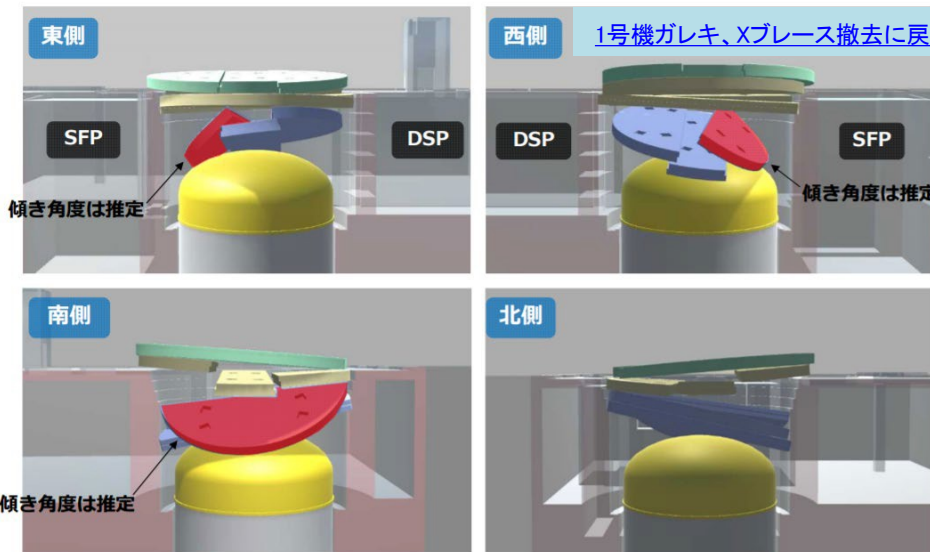 東側
西側
1号機ガレキ、Xブレース撤去に戻
SFP
DSP
DSP
SFP
傾き角度は推定
傾き角度は推定
南側
北側
傾き角度は推定